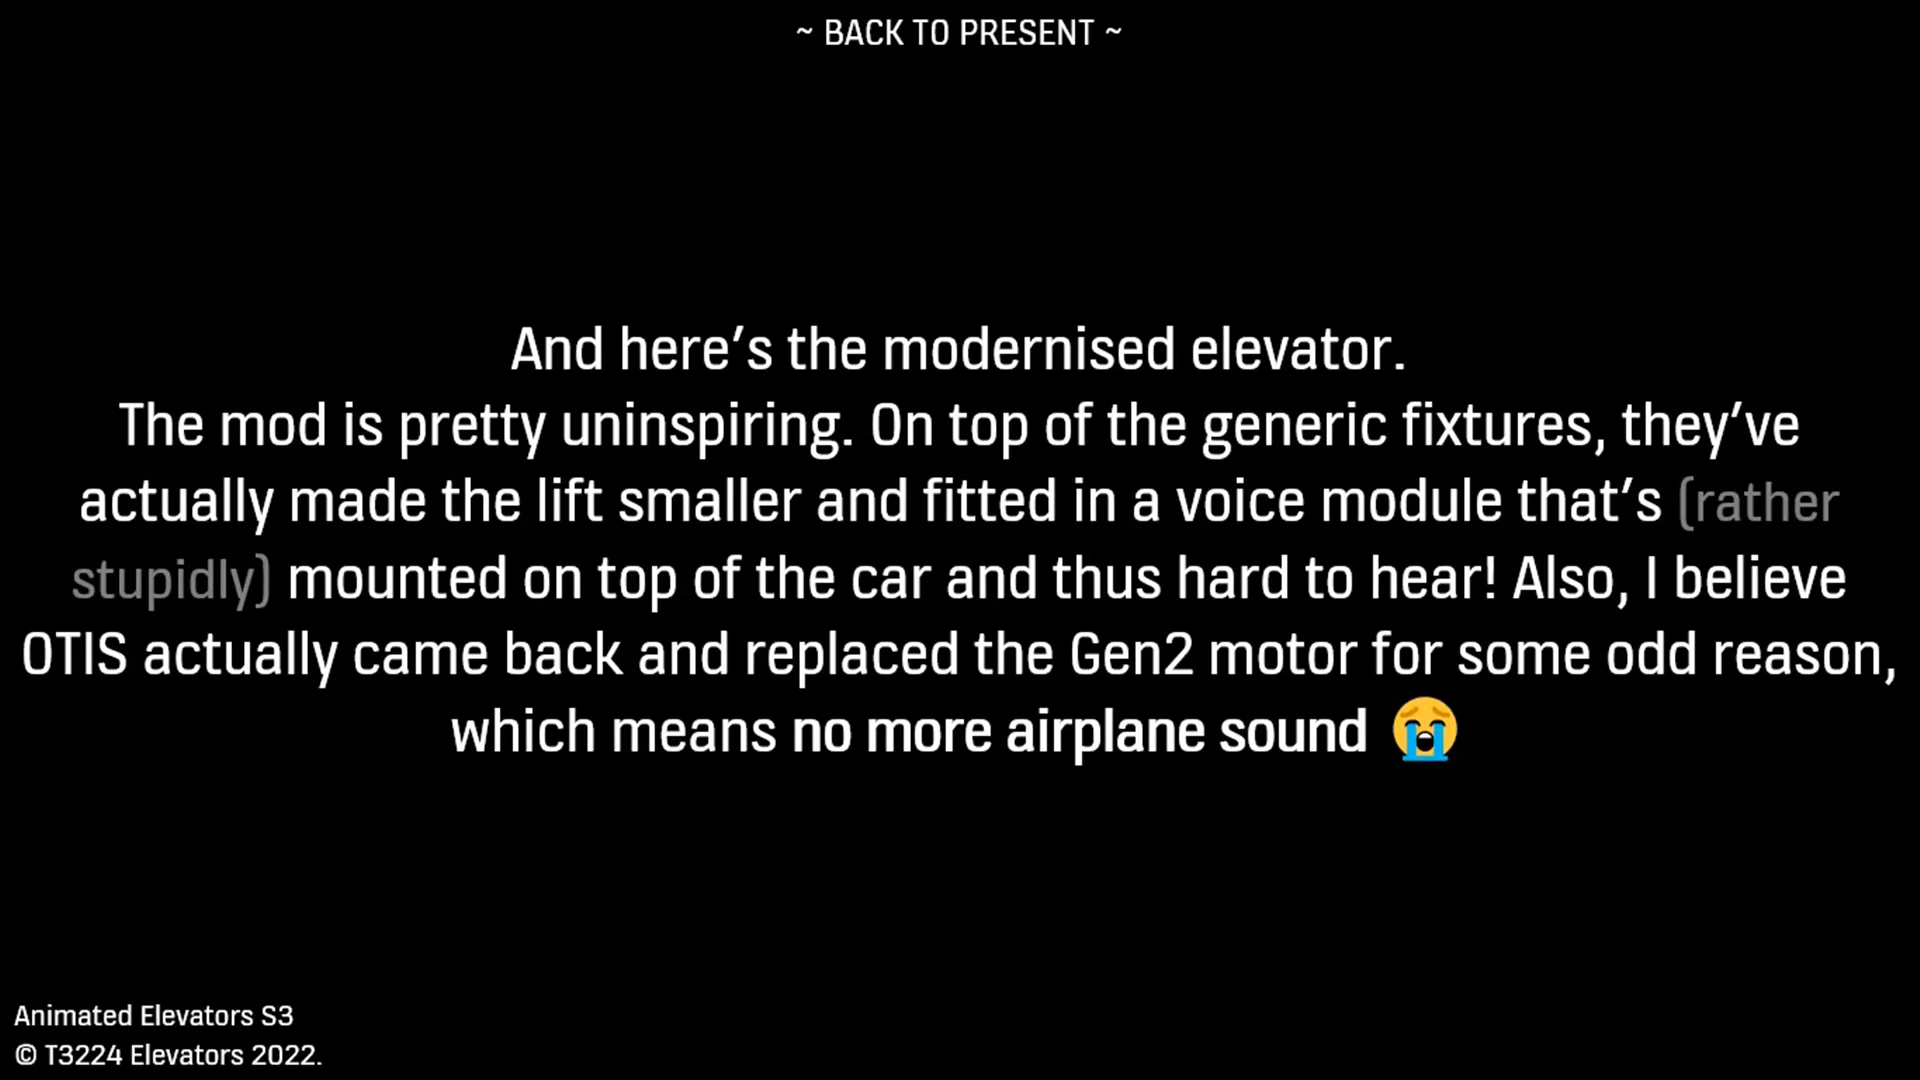 ~ BACK TO PRESENT ~
And here’s the modernised elevator.
The mod is pretty uninspiring. On top of the generic fixtures, they’ve
actually made the lift smaller and fitted in a voice module that’s (rather
stupidly) mounted on top of the car and thus hard to hear! Also, I believe
OTIS actually came back and replaced the Gen2 motor for some odd reason,
which means no more airplane sound 😭
Animated Elevators S3
© T3224 Elevators 2022.